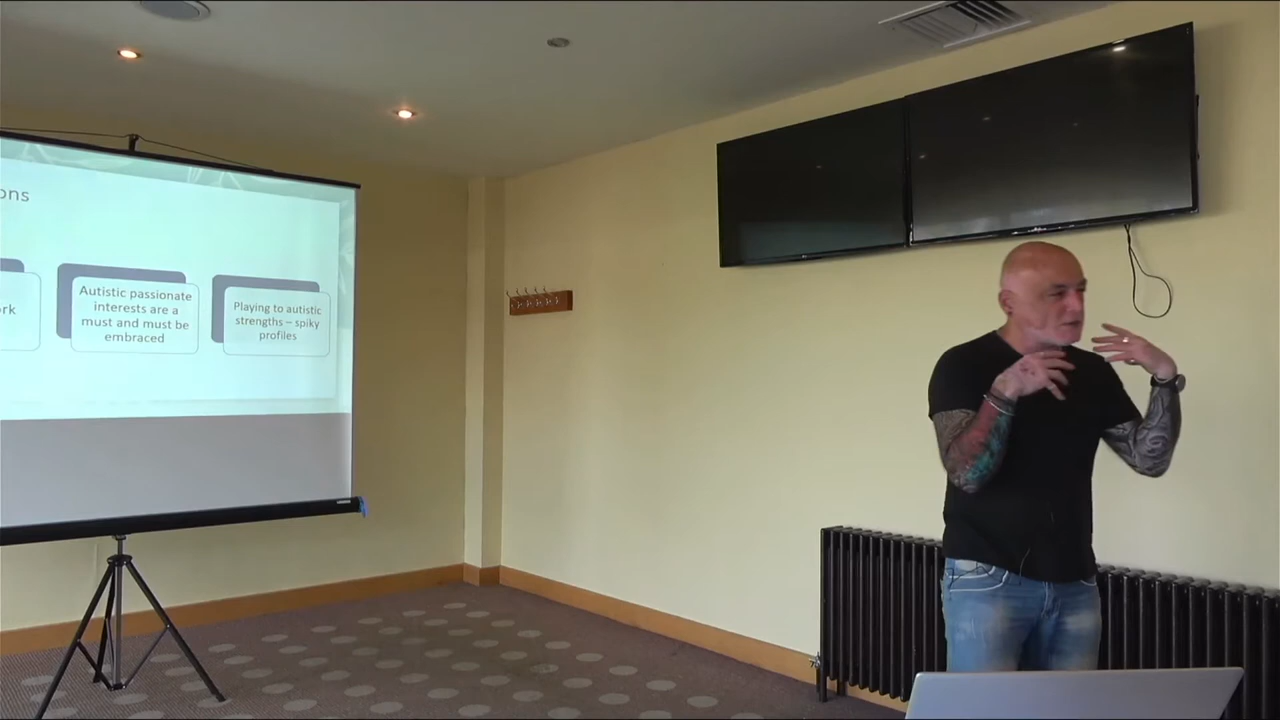 ons
rk
Autistic passionate
interests are a
must and must be
embraced
Playing to autistic
strengths – spiky
profiles